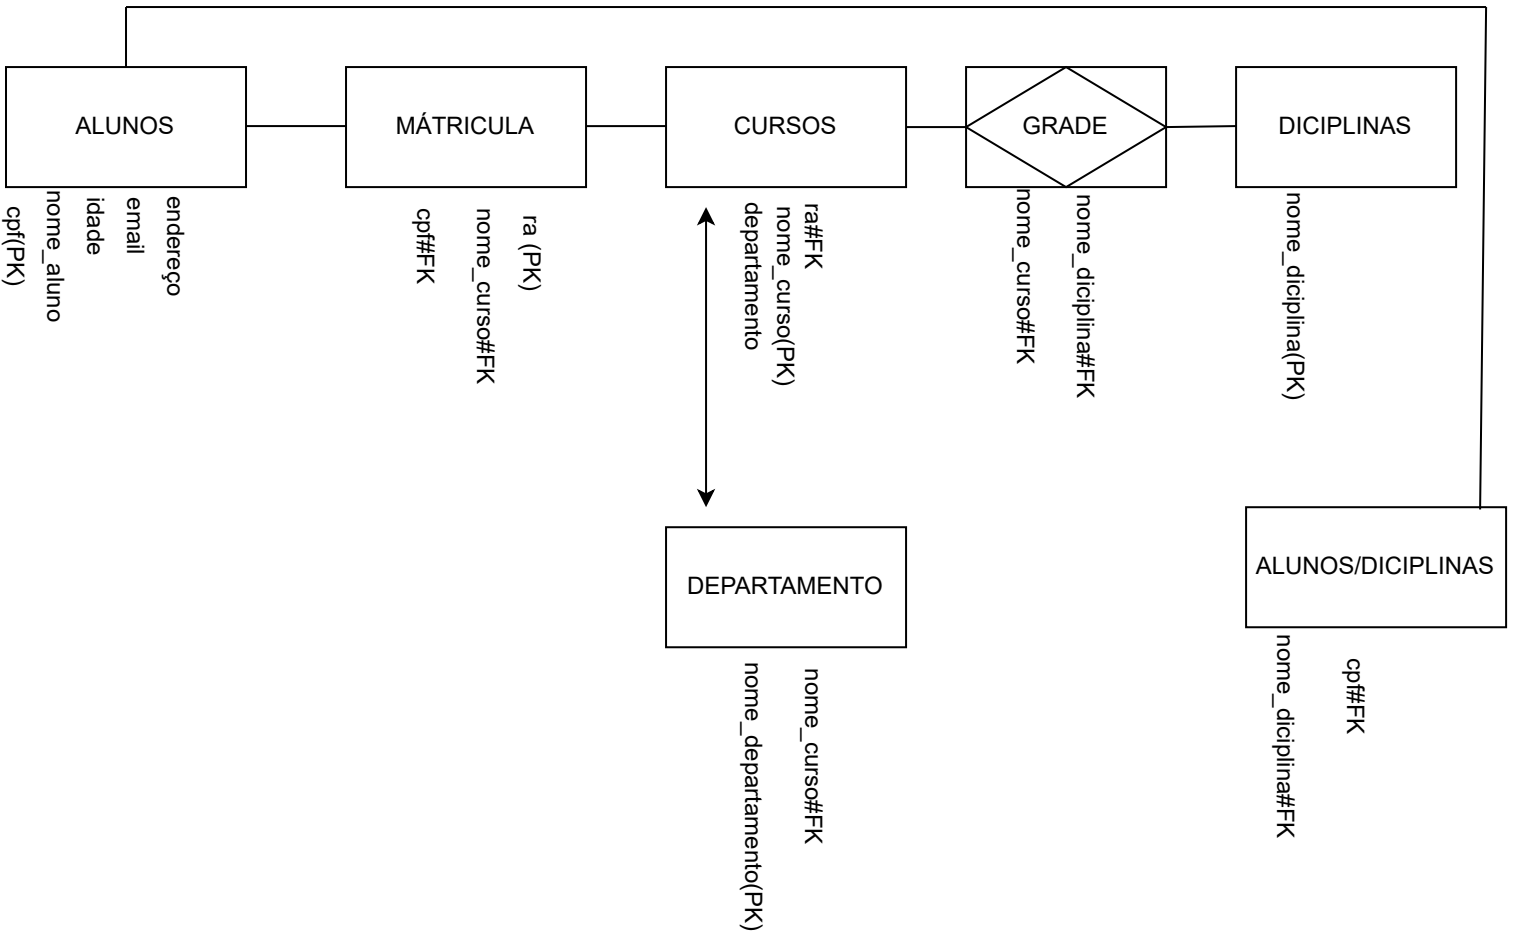 ALUNOS
MÁTRICULA
CURSOS
GRADE
DICIPLINAS
cpf(PK)
nome_aluno
idade
email
endereço
cpf#FK
nome_curso#FK
ra (PK)
departamento
nome_curso(PK)
ra#FK
nome_curso#FK
nome_diciplina#FK
nome_diciplina(PK)
DEPARTAMENTO
nome_departamento(PK)
nome_curso#FK
ALUNOS/DICIPLINAS
nome_diciplina#FK
cpf#FK